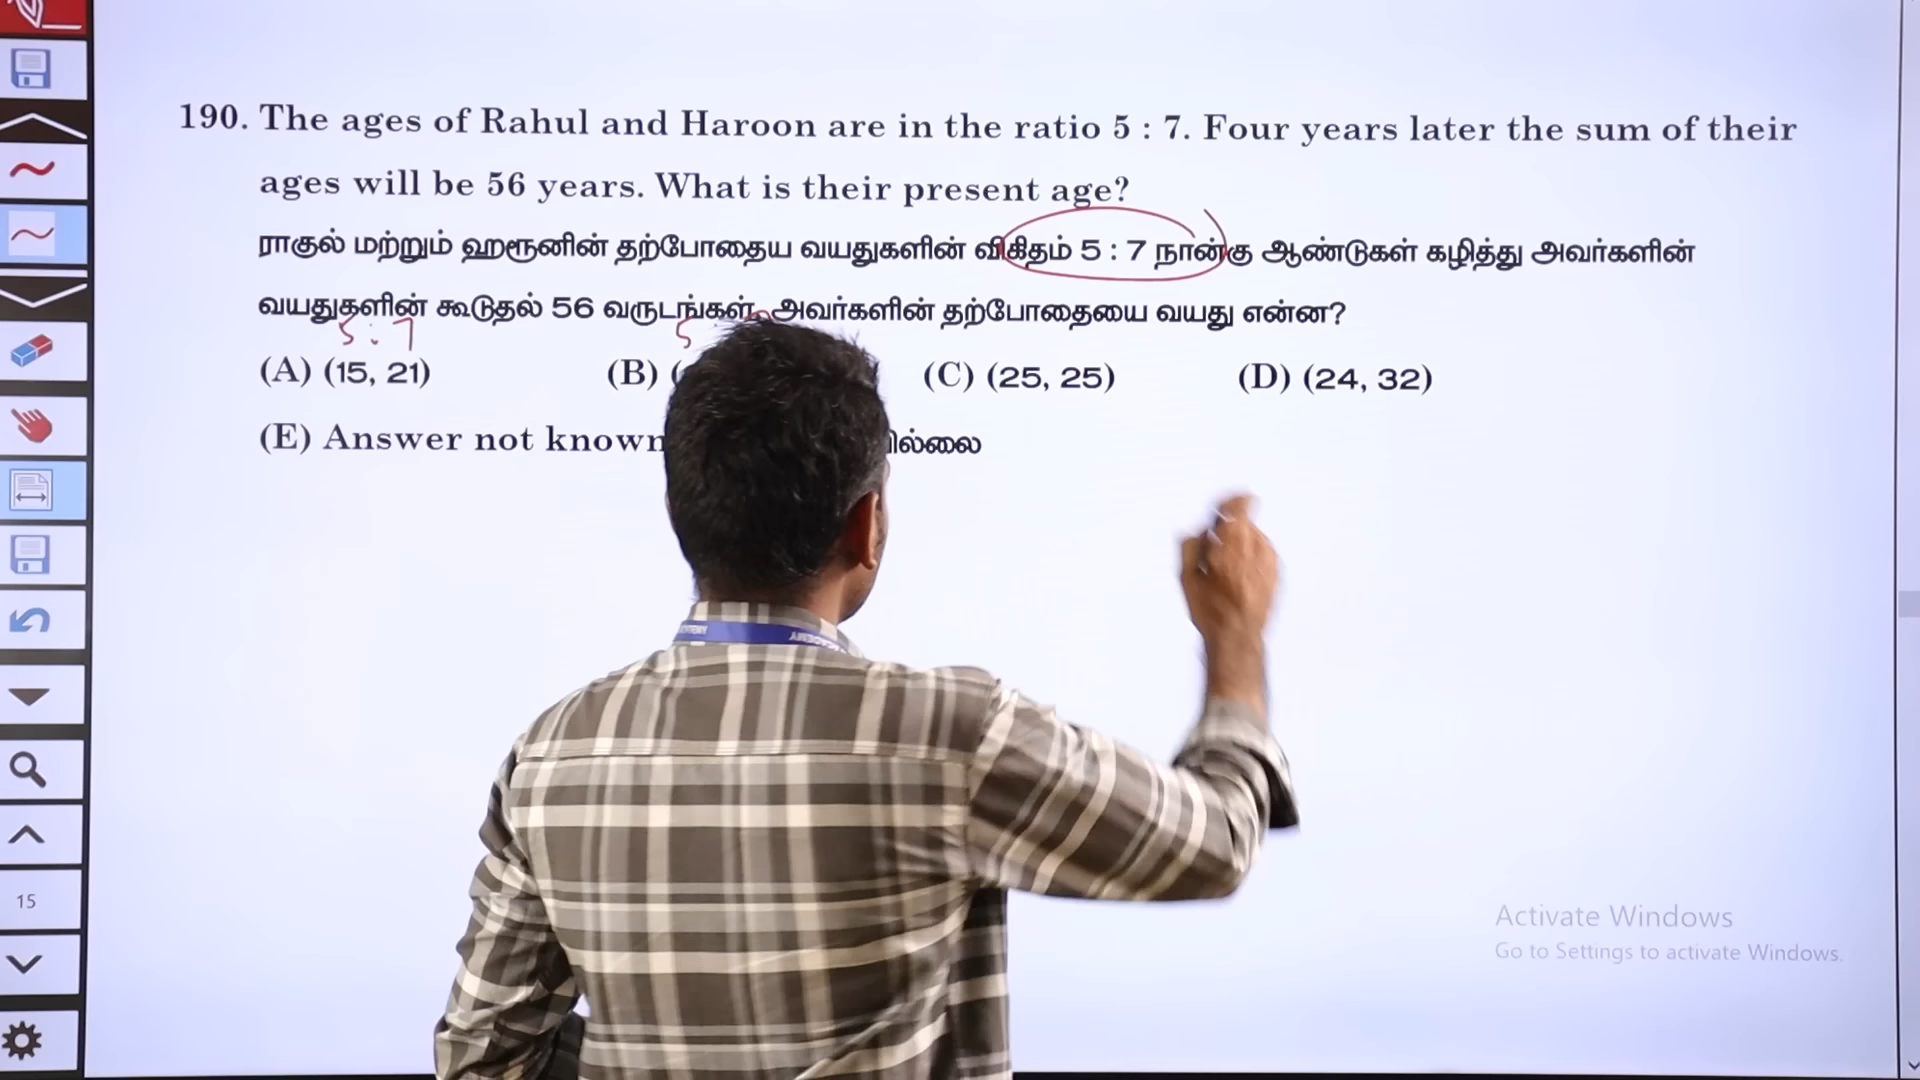 190. The ages of Rahul and Haroon are in the ratio 5 : 7. Four years later the sum of their
ages will be 56 years. What is their present age?
ராகுல் மற்றும் ஹரூனின் தற்போதைய வயதுகளின் விகிதம் 5 : 7 நான்கு ஆண்டுகள் கழித்து அவர்களின்
வயதுகளின் கூடுதல் 56 வருடங்கள். அவர்களின் தற்போதையை வயது என்ன?
5 : 7 5
(A) (15, 21) (B) ( (C) (25, 25) (D) (24, 32)
(E) Answer not known
15
Activate Windows
Go to Settings to activate Windows.